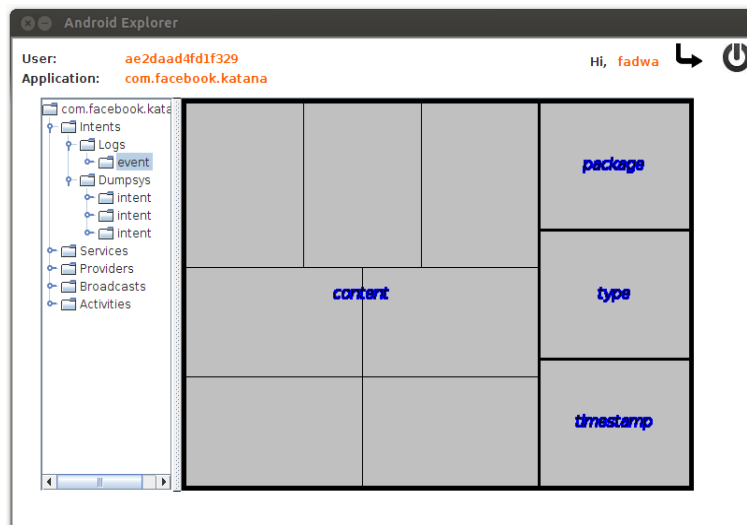 Android Explorer
User: ae2daad4fd1f329
Application: com.facebook.katana
Hi, fadwa
com.facebook.kata
Intents
Logs
event
Dumpsys
intent
intent
intent
Services
Providers
Broadcasts
Activities
content
package
type
timestamp